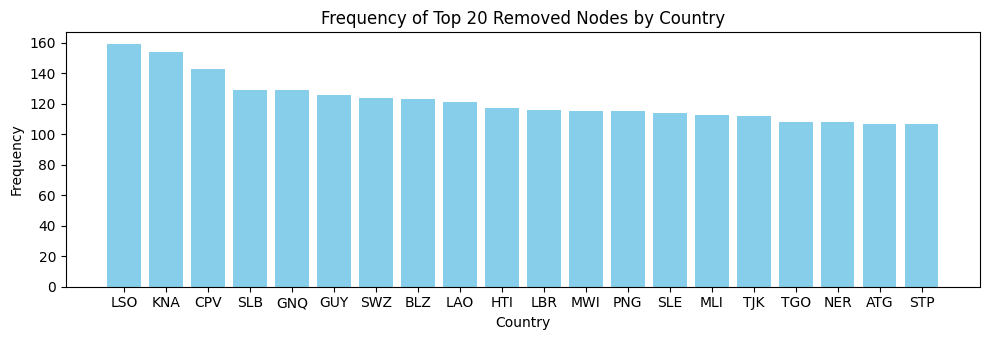 Frequency of Top 20 Removed Nodes by Country
Frequency
160
140
120
100
80
60
40
20
0
LSO KNA CPV SLB GNQ GUY SWZ BLZ LAO HTI LBR MWI PNG SLE MLI TJK TGO NER ATG STP
Country